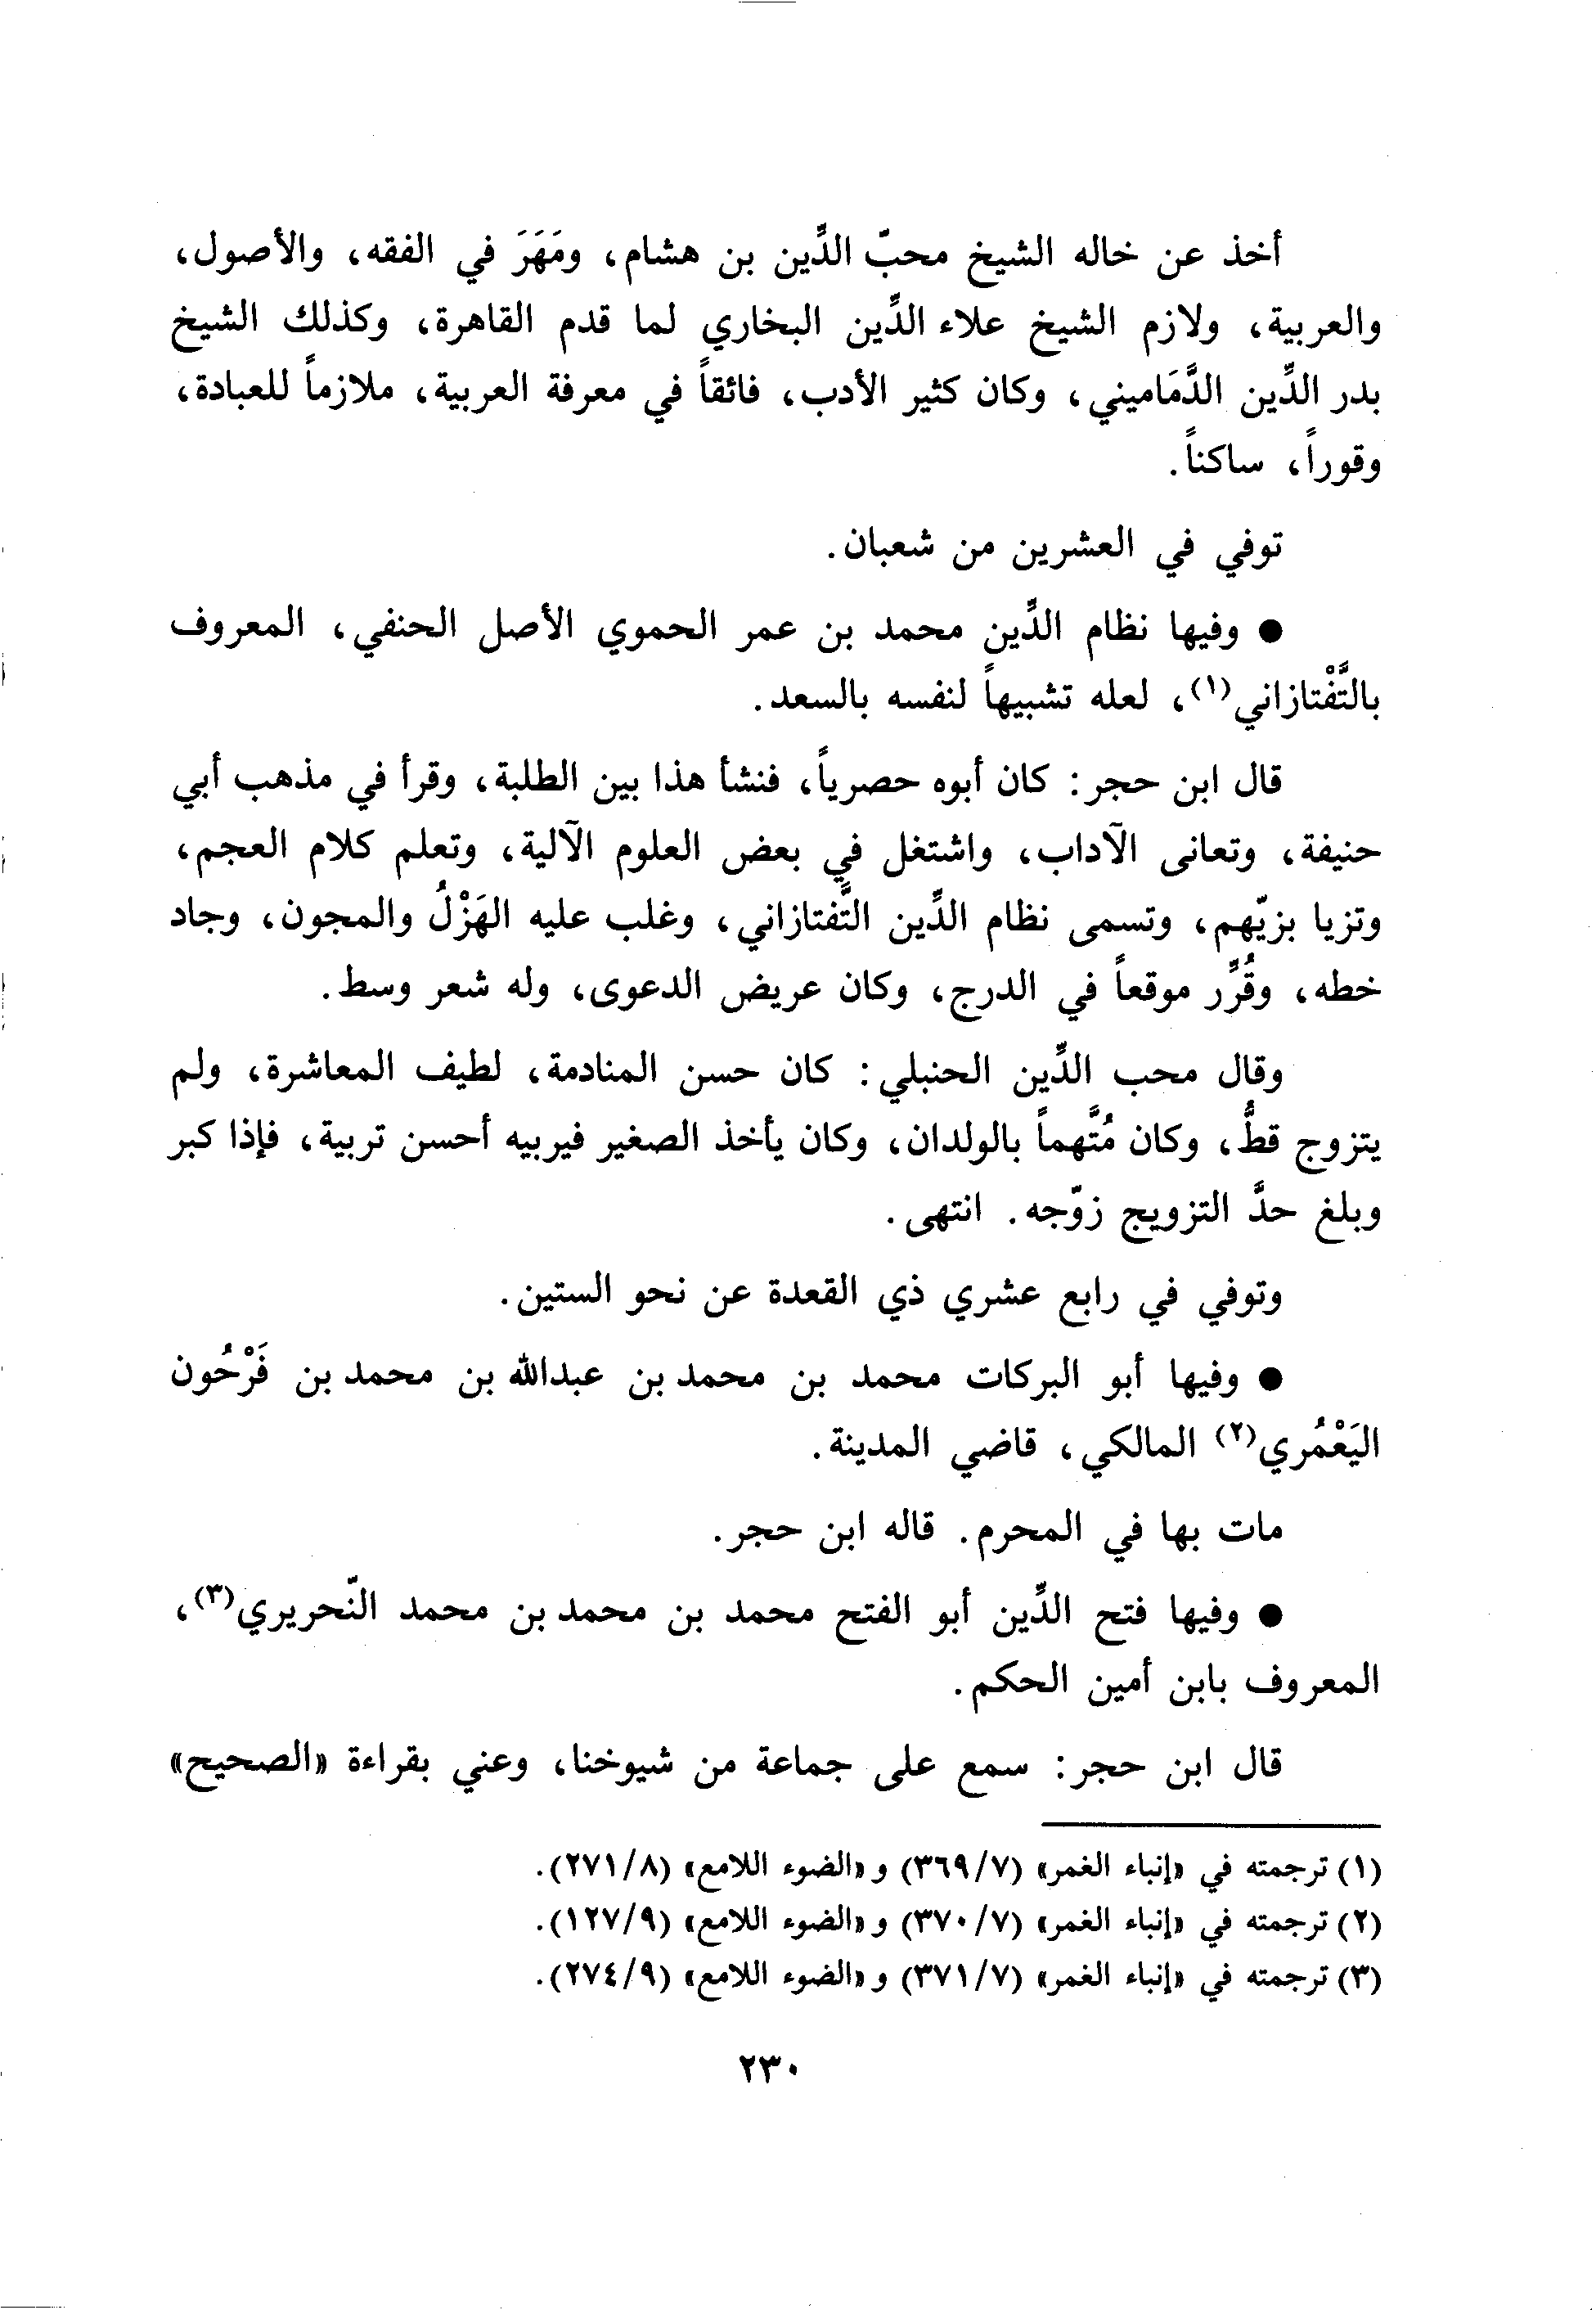 أخذ عن خاله الشيخ محبّ الدِّين بن هشام، ومَهَرَ في الفقه، والأصول،
والعربية، ولازم الشيخ علاء الدِّين البخاري لما قدم القاهرة، وكذلك الشيخ
بدر الدِّين الدَّمَاميني، وكان كثير الأدب، فائقاً في معرفة العربية، ملازماً للعبادة،
وقوراً، ساكناً.
توفي في العشرين من شعبان.
● وفيها نظام الدِّين محمد بن عمر الحموي الأصل الحنفي، المعروف
بالتَّفْتازاني(١)، لعله تشبيهاً لنفسه بالسعد.
قال ابن حجر: كان أبوه حصرياً، فنشأ هذا بين الطلبة، وقرأ في مذهب أبي
حنيفة، وتعانى الآداب، واشتغل في بعض العلوم الآلية، وتعلم كلام العجم،
وتزيا بزيّهم، وتسمى نظام الدِّين التَّفتازاني، وغلب عليه الهَزْلُ والمجون، وجاد
خطه، وقُرِّر موقعاً في الدرج، وكان عريض الدعوى، وله شعر وسط.
وقال محب الدِّين الحنبلي: كان حسن المنادمة، لطيف المعاشرة، ولم
يتزوج قطُّ، وكان مُتَّهماً بالولدان، وكان يأخذ الصغير فيربيه أحسن تربية، فإذا كبر
وبلغ حدَّ التزويج زوّجه. انتهى.
وتوفي في رابع عشري ذي القعدة عن نحو الستين.
● وفيها أبو البركات محمد بن محمد بن عبدالله بن محمد بن فَرْحُون
اليَعْمُري(٢) المالكي، قاضي المدينة.
مات بها في المحرم. قاله ابن حجر.
● وفيها فتح الدِّين أبو الفتح محمد بن محمد بن محمد النّحريري(٣)،
المعروف بابن أمين الحكم.
قال ابن حجر: سمع على جماعة من شيوخنا، وعني بقراءة «الصحيح»
(١) ترجمته في «إنباء الغمر» (٣٦٩/٧) و «الضوء اللامع» (٢٧١/٨).
(٢) ترجمته في «إنباء الغمر» (٣٧٠/٧) و «الضوء اللامع» (١٢٧/٩).
(٣) ترجمته في «إنباء الغمر» (٣٧١/٧) و «الضوء اللامع» (٢٧٤/٩).
٢٣٠